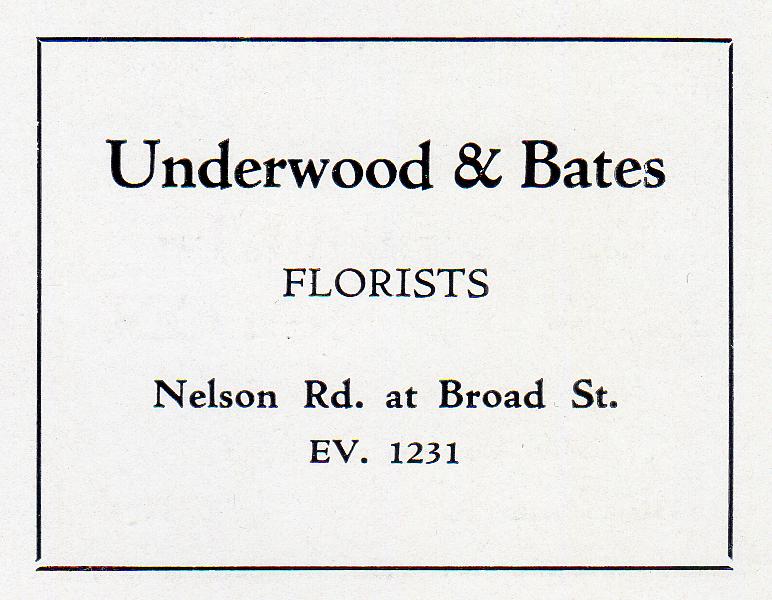 Underwood & Bates
FLORISTS
Nelson Rd. at Broad St.
EV. 1231